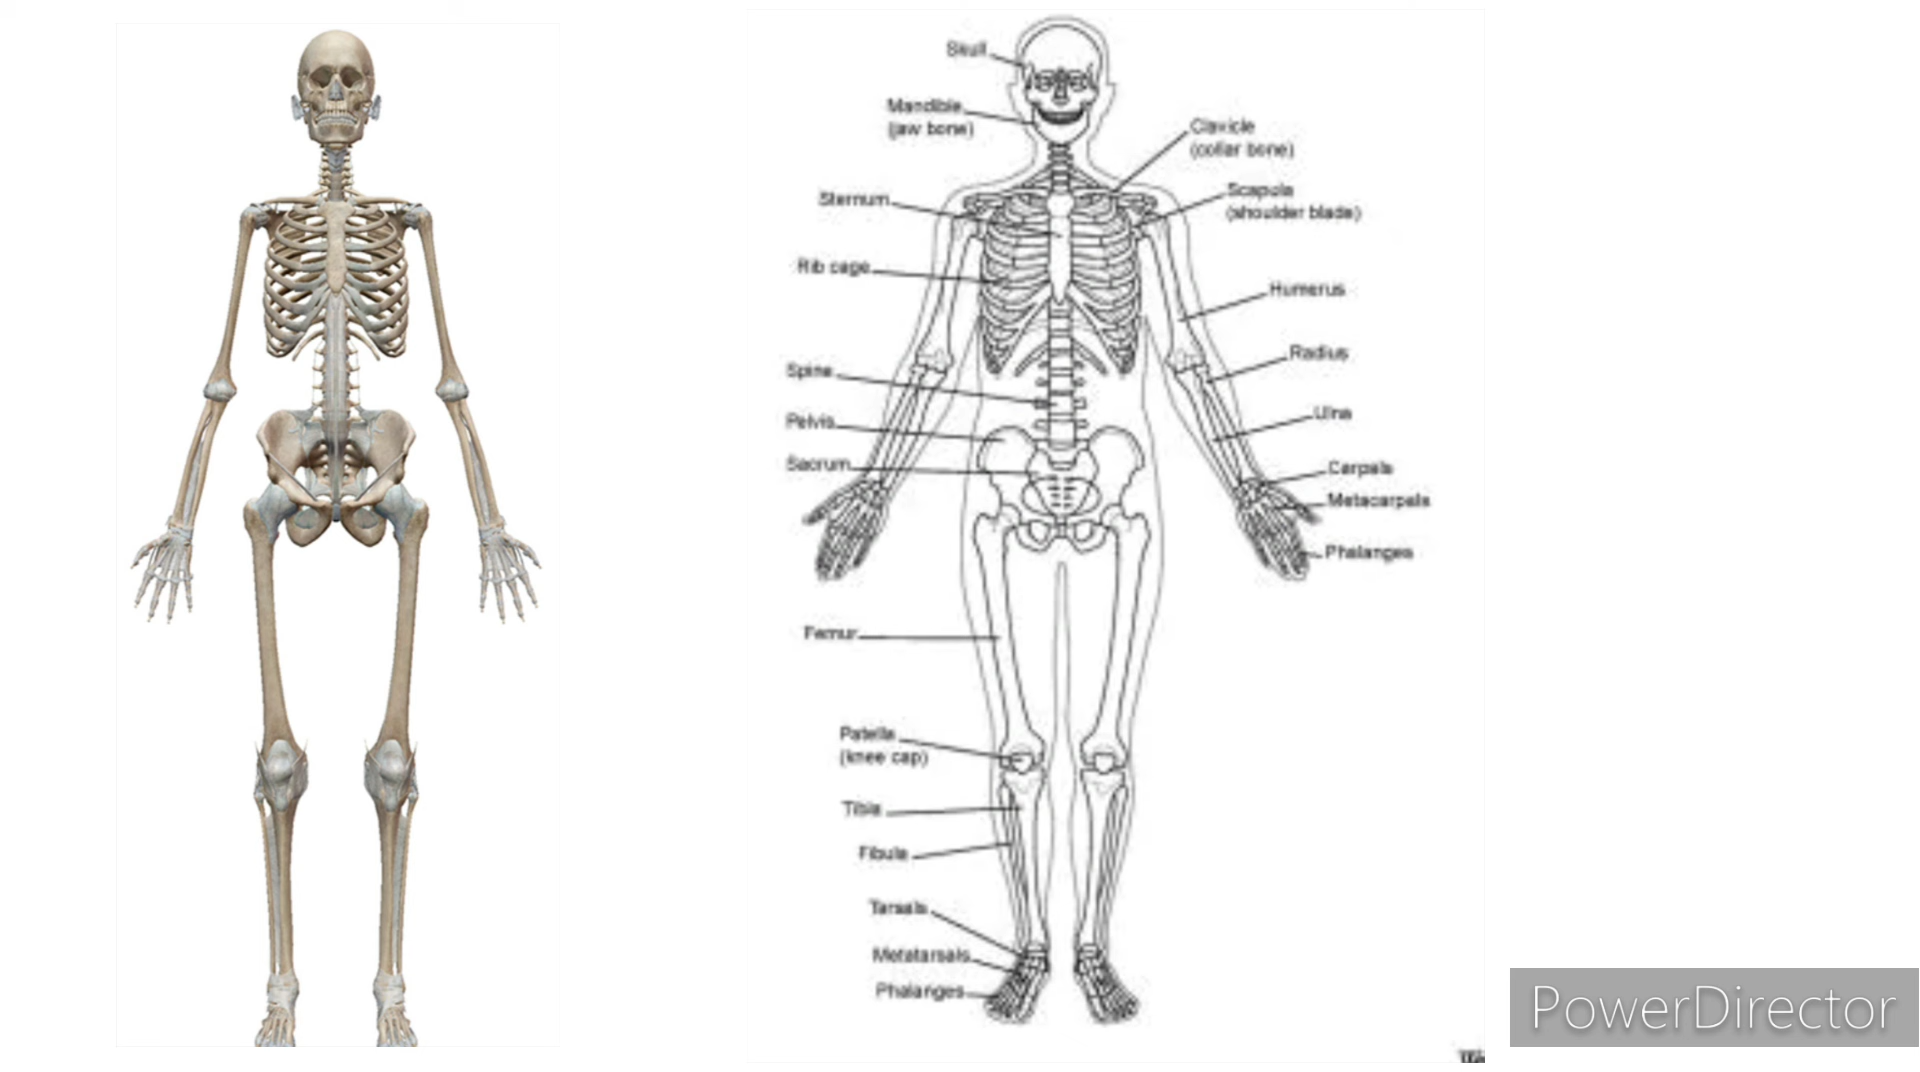 Skull
Mandible
(jaw bone)
Clavicle
(collar bone)
Scapula
(shoulder blade)
Sternum
Rib cage
Humerus
Radius
Spine
Ulna
Pelvis
Sacrum
Carpals
Metacarpals
Phalanges
Femur
Patella
(knee cap)
Tibia
Fibula
Tarsals
Metatarsals
Phalanges
PowerDirector